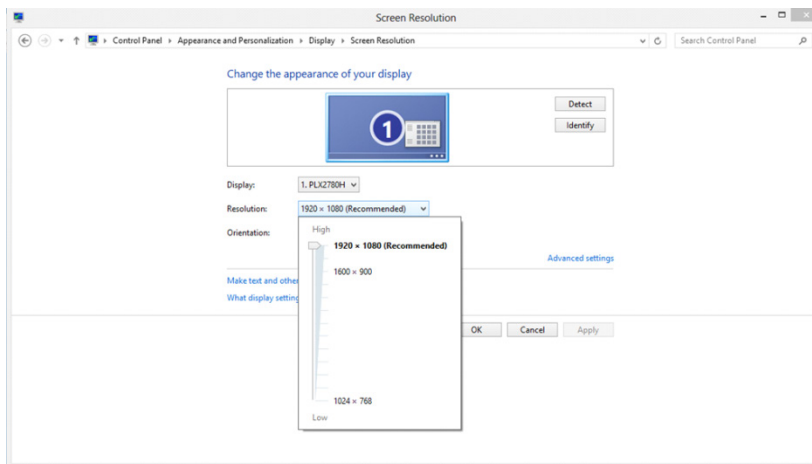 Screen Resolution
Control Panel Appearance and Personalization Display Screen Resolution
Search Control Panel
Change the appearance of your display
1
Detect
Identify
Display: 1. PLX2780H
Resolution: 1920 × 1080 (Recommended)
Orientation:
High
1920 × 1080 (Recommended)
1600 × 900
1024 × 768
Low
Advanced settings
Make text and othe
What display setting
OK Cancel Apply